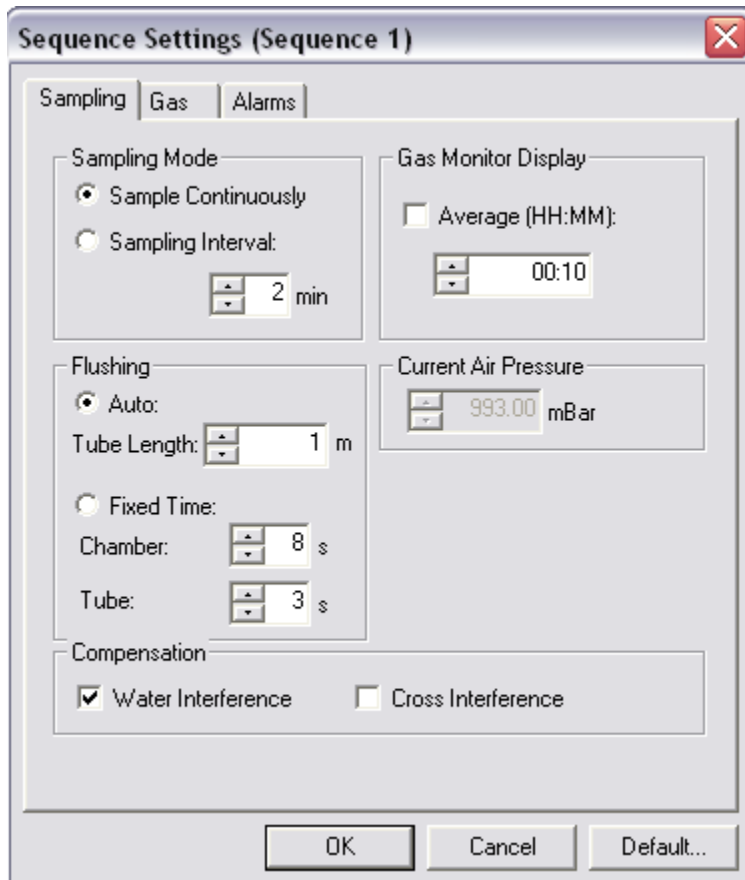 Sequence Settings (Sequence 1)
Sampling
Gas
Alarms
Sampling Mode
Sample Continuously
Sampling Interval:
2 min
Gas Monitor Display
Average (HH:MM):
00:10
Flushing
Auto:
Tube Length: 1 m
Fixed Time:
Chamber: 8 s
Tube: 3 s
Current Air Pressure
993.00 mBar
Compensation
Water Interference
Cross Interference
OK
Cancel
Default...